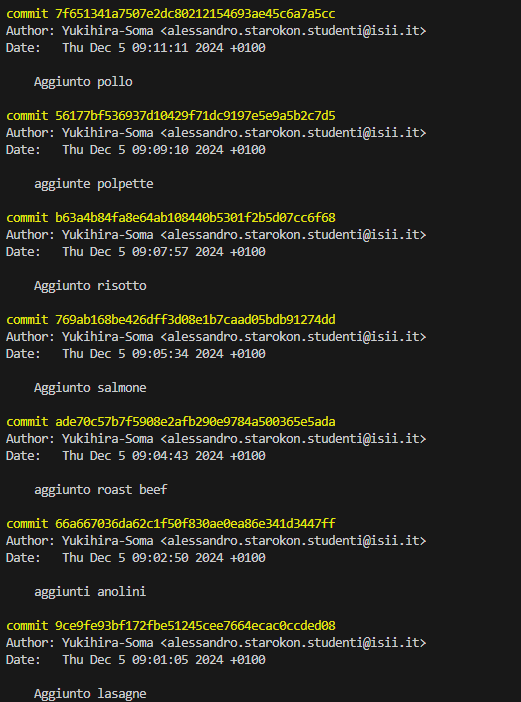 commit 7f651341a7507e2dc80212154693ae45c6a7a5cc
Author: Yukihira-Soma <alessandro.starokon.studenti@isii.it>
Date:   Thu Dec 5 09:11:11 2024 +0100
Aggiunto pollo
commit 56177bf536937d10429f71dc9197e5e9a5b2c7d5
Author: Yukihira-Soma <alessandro.starokon.studenti@isii.it>
Date:   Thu Dec 5 09:09:10 2024 +0100
aggiunte polpette
commit b63a4b84fa8e64ab108440b5301f2b5d07cc6f68
Author: Yukihira-Soma <alessandro.starokon.studenti@isii.it>
Date:   Thu Dec 5 09:07:57 2024 +0100
Aggiunto risotto
commit 769ab168be426dff3d08e1b7caad05bdb91274dd
Author: Yukihira-Soma <alessandro.starokon.studenti@isii.it>
Date:   Thu Dec 5 09:05:34 2024 +0100
Aggiunto salmone
commit ade70c57b7f5908e2afb290e9784a500365e5ada
Author: Yukihira-Soma <alessandro.starokon.studenti@isii.it>
Date:   Thu Dec 5 09:04:43 2024 +0100
aggiunto roast beef
commit 66a667036da62c1f50f830ae0ea86e341d3447ff
Author: Yukihira-Soma <alessandro.starokon.studenti@isii.it>
Date:   Thu Dec 5 09:02:50 2024 +0100
aggiunti anolini
commit 9ce9fe93bf172fbe51245cee7664ecac0ccded08
Author: Yukihira-Soma <alessandro.starokon.studenti@isii.it>
Date:   Thu Dec 5 09:01:05 2024 +0100
Aggiunto lasagne